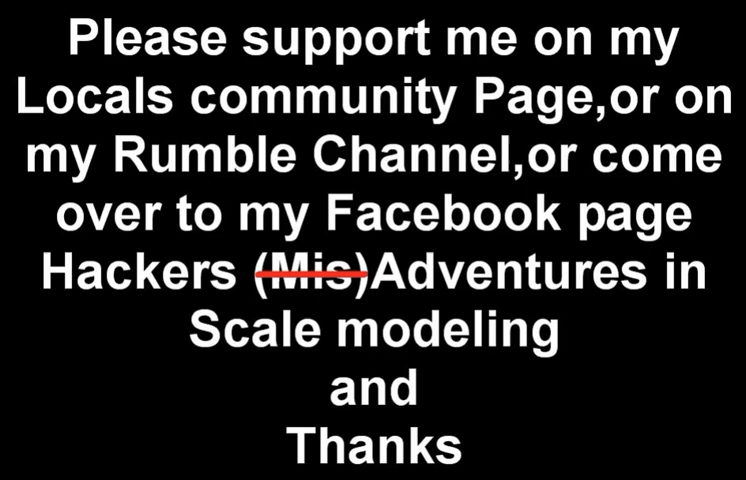 Please support me on my
Locals community Page,or on
my Rumble Channel,or come
over to my Facebook page
Hackers (Mis)Adventures in
Scale modeling
and
Thanks